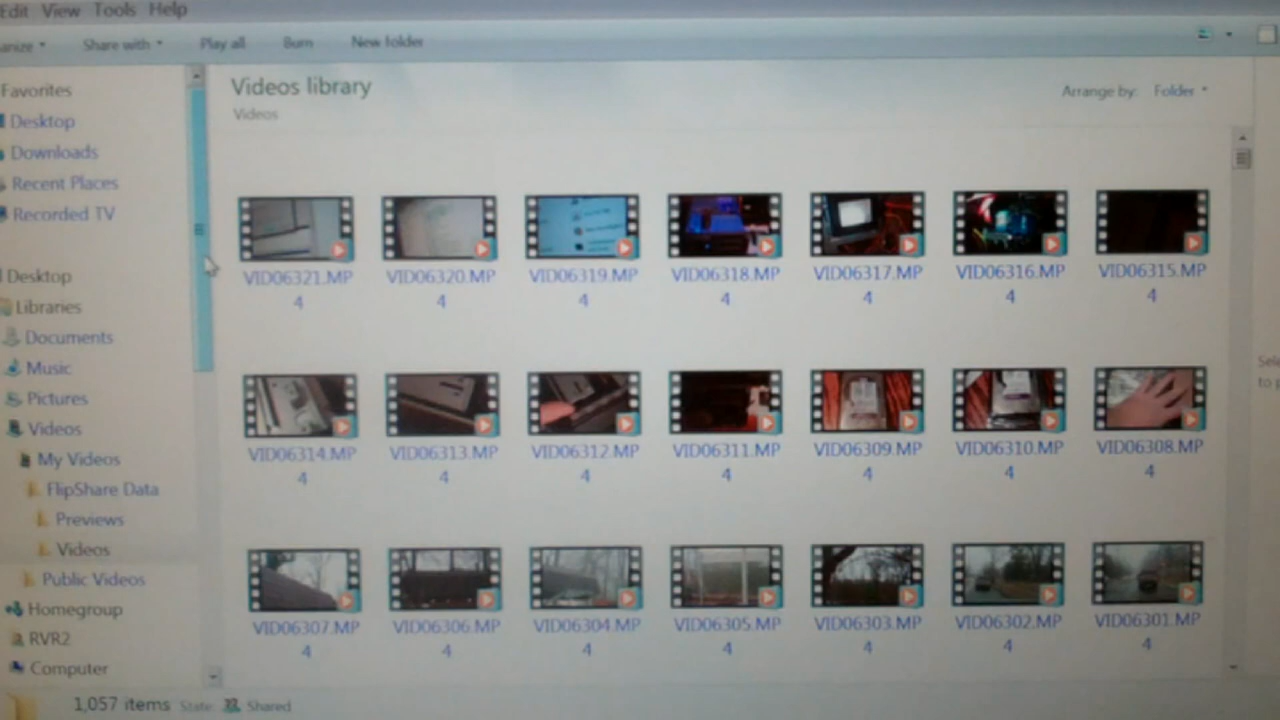 Edit View Tools Help
Share with Play all Burn New folder
Favorites
Desktop
Downloads
Recent Places
Recorded TV
Desktop
Libraries
Documents
Music
Pictures
Videos
My Videos
FlipShare Data
Previews
Videos
Public Videos
Homegroup
RVR2
Computer
Videos library
Videos
Arrange by: Folder
VID06321.MP4 VID06320.MP4 VID06319.MP4 VID06318.MP4 VID06317.MP4 VID06316.MP4 VID06315.MP4
VID06314.MP4 VID06313.MP4 VID06312.MP4 VID06311.MP4 VID06309.MP4 VID06310.MP4 VID06308.MP4
VID06307.MP4 VID06306.MP4 VID06304.MP4 VID06305.MP4 VID06303.MP4 VID06302.MP4 VID06301.MP4
1,057 items State: Shared